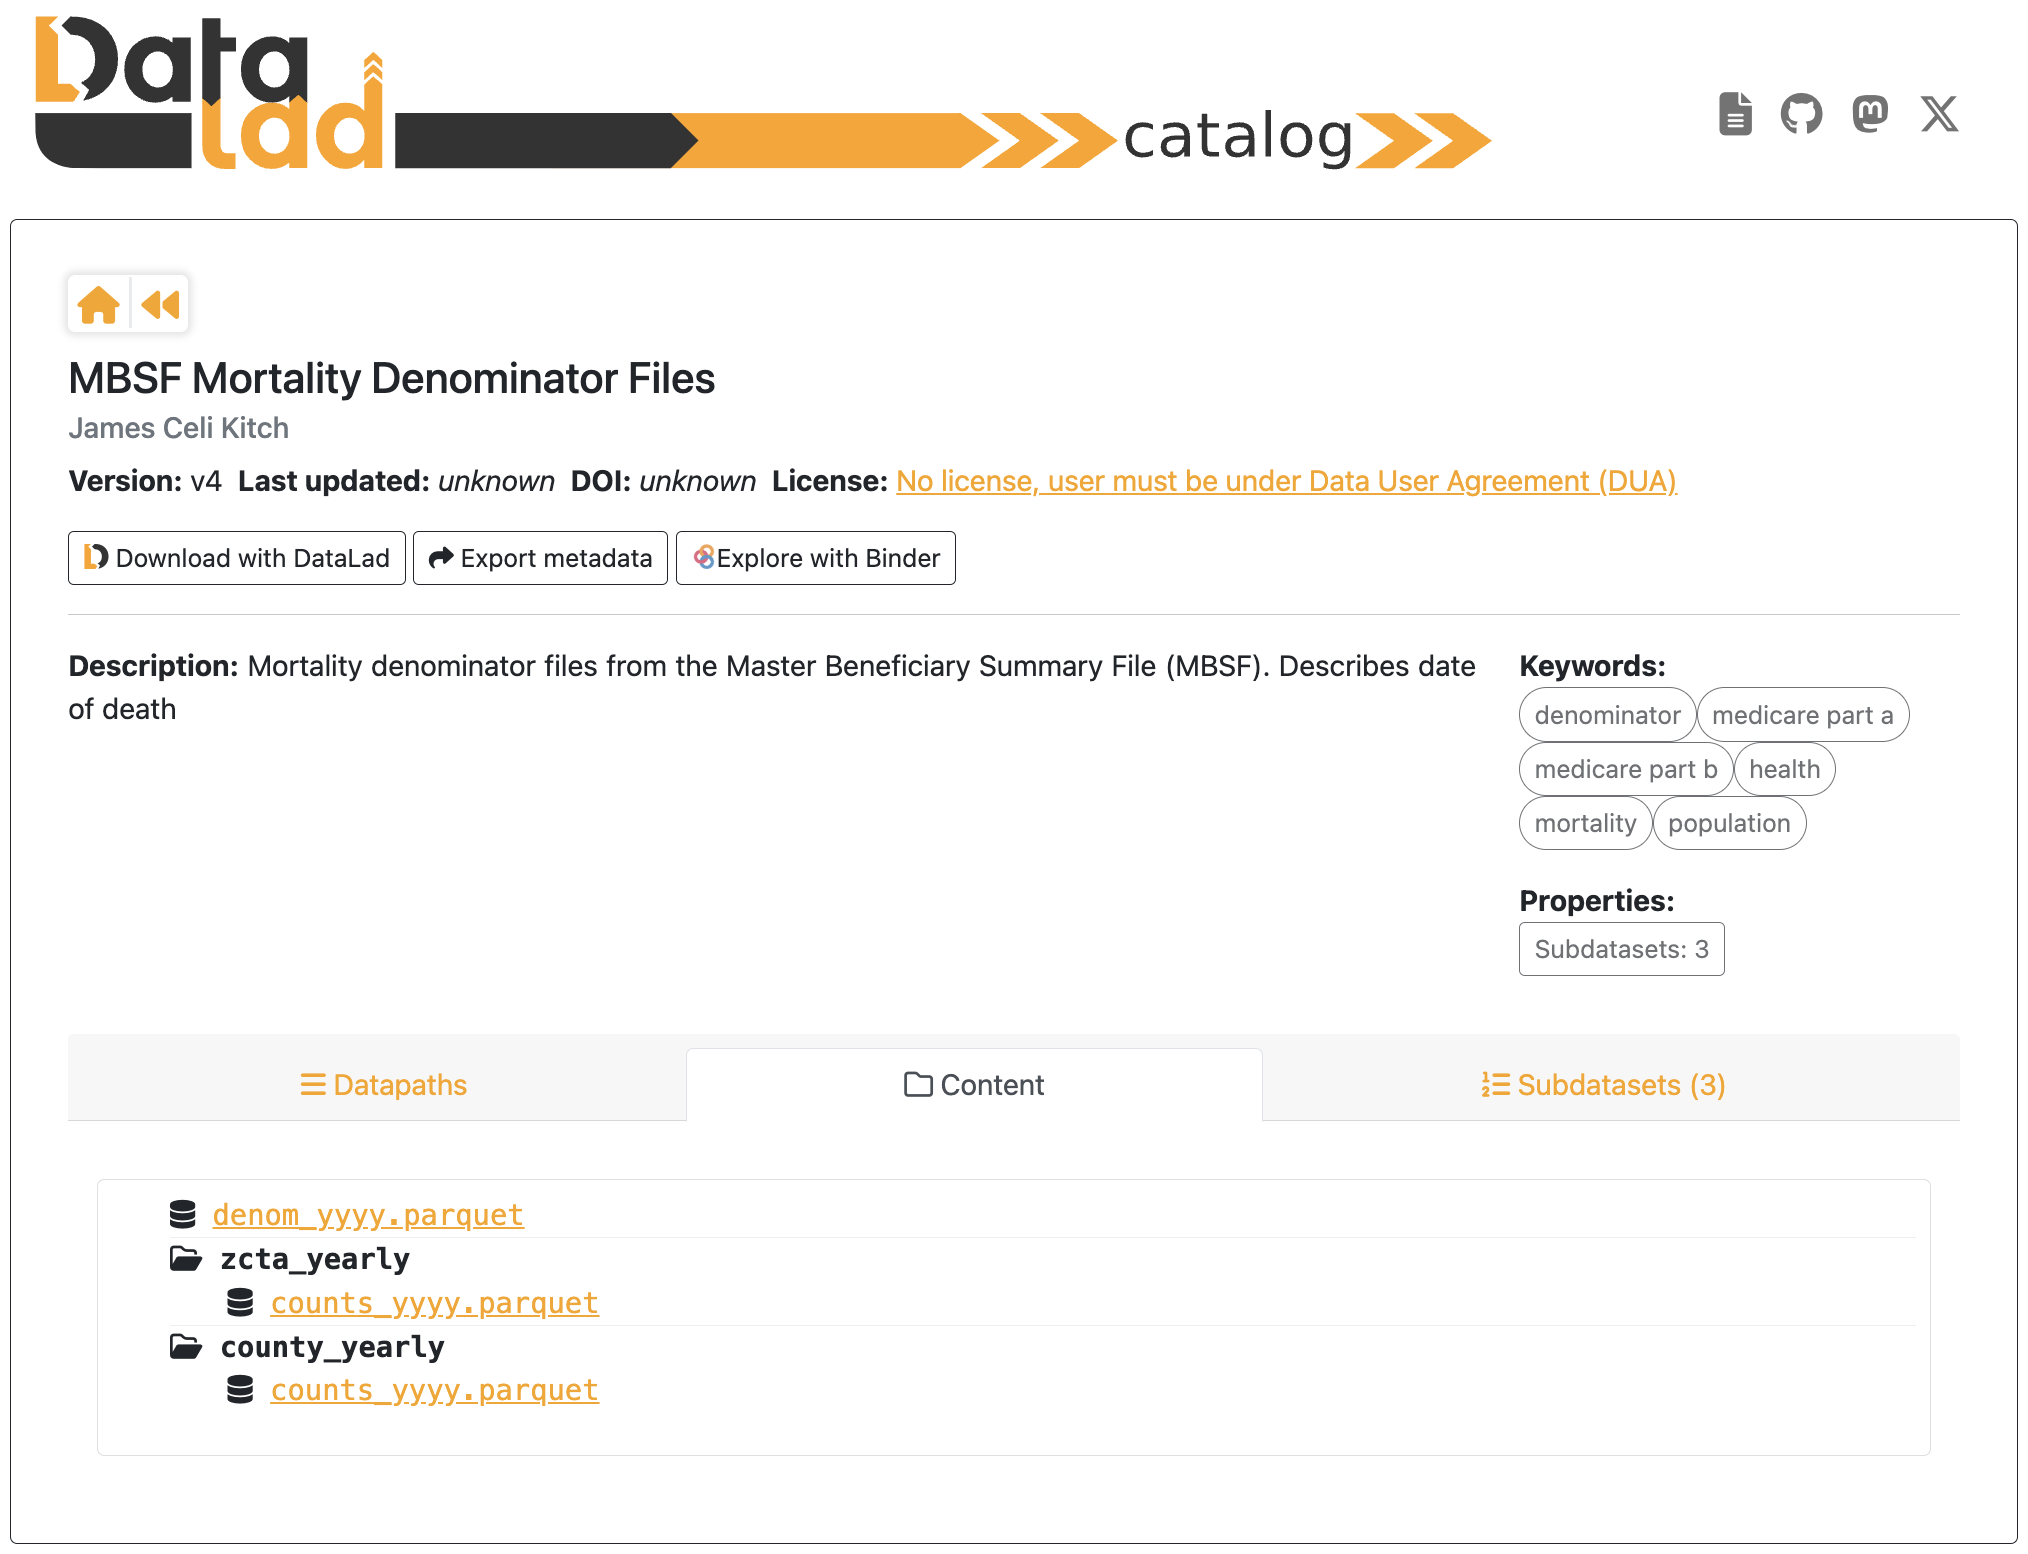 Data
lad
catalog
MBSF Mortality Denominator Files
James Celi Kitch
Version: v4 Last updated: unknown DOI: unknown License: No license, user must be under Data User Agreement (DUA)
Download with DataLad Export metadata Explore with Binder
Description: Mortality denominator files from the Master Beneficiary Summary File (MBSF). Describes date
of death
Keywords:
denominator medicare part a
medicare part b health
mortality population
Properties:
Subdatasets: 3
Datapaths Content Subdatasets (3)
denom_yyyy.parquet
zcta_yearly
counts_yyyy.parquet
county_yearly
counts_yyyy.parquet